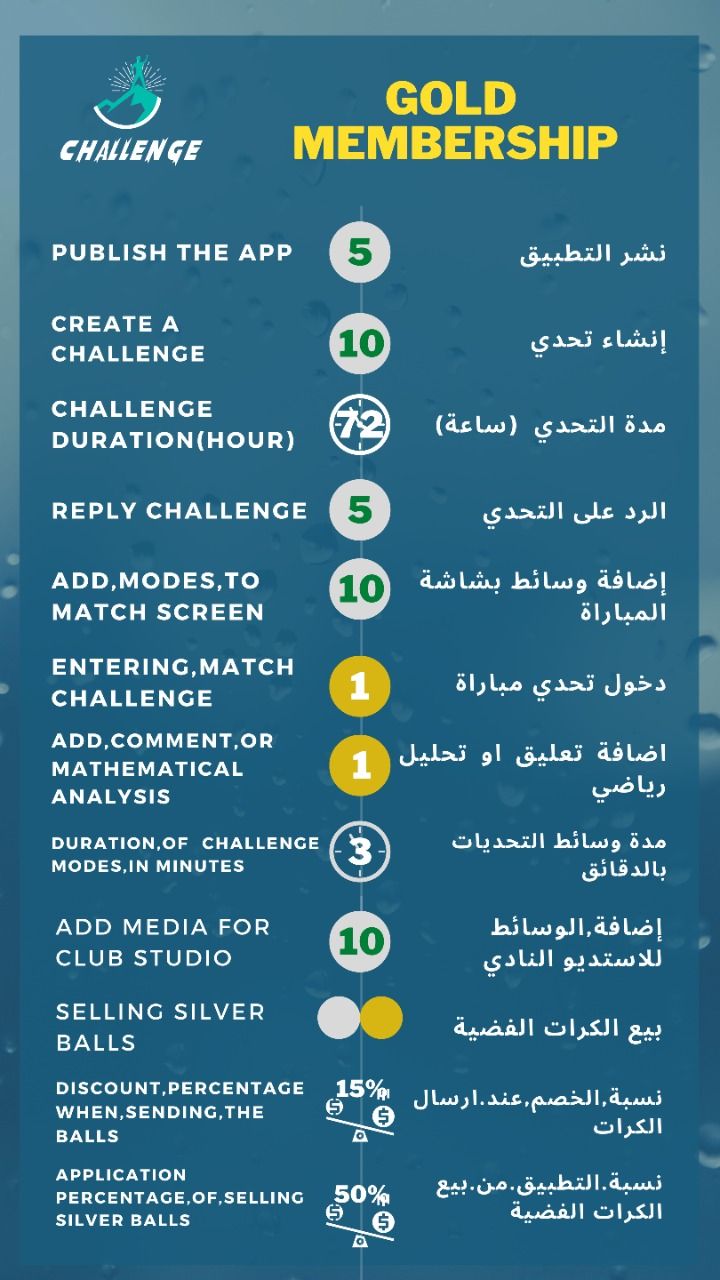 CHALLENGE
GOLD
MEMBERSHIP
PUBLISH THE APP
5
نشر التطبيق
CREATE A
CHALLENGE
10
إنشاء تحدي
CHALLENGE
DURATION(HOUR)
72
مدة التحدي (ساعة)
REPLY CHALLENGE
5
الرد على التحدي
ADD,MODES,TO
MATCH SCREEN
10
إضافة وسائط بشاشة
المباراة
ENTERING,MATCH
CHALLENGE
1
دخول تحدي مباراة
ADD,COMMENT,OR
MATHEMATICAL
ANALYSIS
1
اضافة تعليق او تحليل
رياضي
DURATION,OF CHALLENGE
MODES,IN MINUTES
3
مدة وسائط التحديات
بالدقائق
ADD MEDIA FOR
CLUB STUDIO
10
إضافة,الوسائط
للاستديو النادي
SELLING SILVER
BALLS
بيع الكرات الفضية
DISCOUNT,PERCENTAGE
WHEN,SENDING,THE
BALLS
15%
نسبة,الخصم,عند.ارسال
الكرات
APPLICATION
PERCENTAGE,OF,SELLING
SILVER BALLS
50%
نسبة.التطبيق.من.بيع
الكرات الفضية